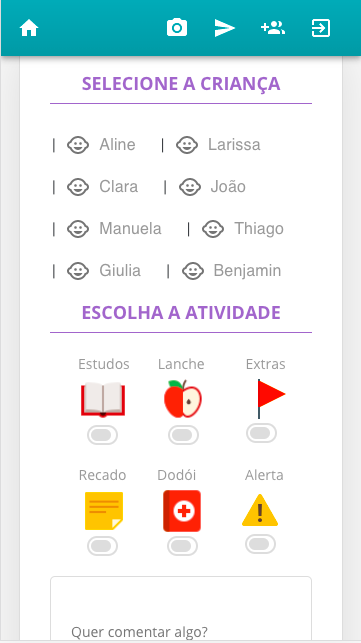 SELECIONE A CRIANÇA
| Aline | Larissa
| Clara | João
| Manuela | Thiago
| Giulia | Benjamin
ESCOLHA A ATIVIDADE
Estudos Lanche Extras
Recado Dodói Alerta
Quer comentar algo?